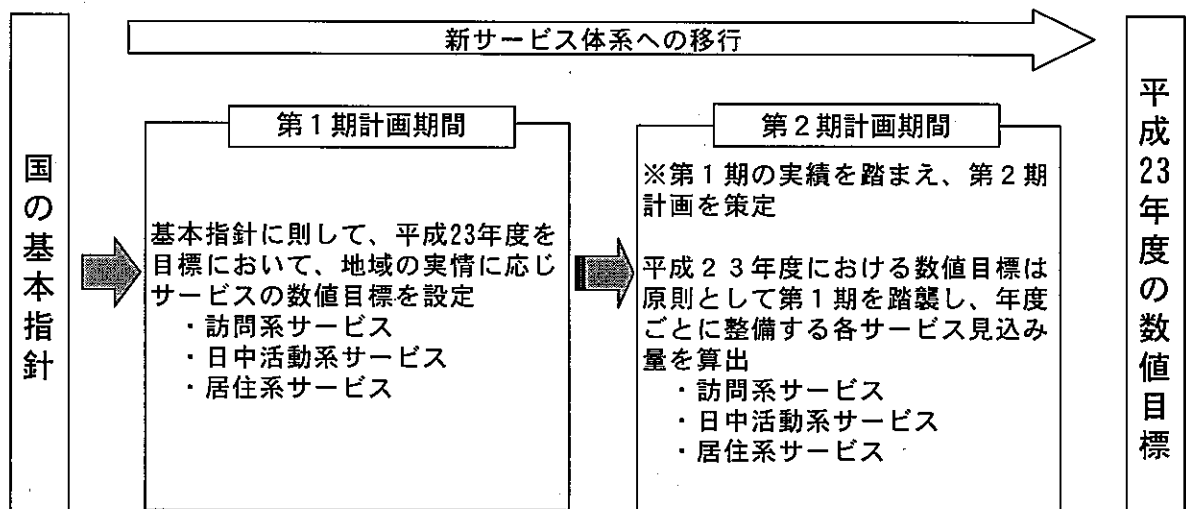 新サービス体系への移行
国の基本指針
第1期計画期間
基本指針に則して、平成23年度を
目標において、地域の実情に応じ
サービスの数値目標を設定
・訪問系サービス
・日中活動系サービス
・居住系サービス
第2期計画期間
※第1期の実績を踏まえ、第2期
計画を策定
平成23年度における数値目標は
原則として第1期を踏襲し、年度
ごとに整備する各サービス見込み
量を算出
・訪問系サービス
・日中活動系サービス
・居住系サービス
平成23年度の数値目標